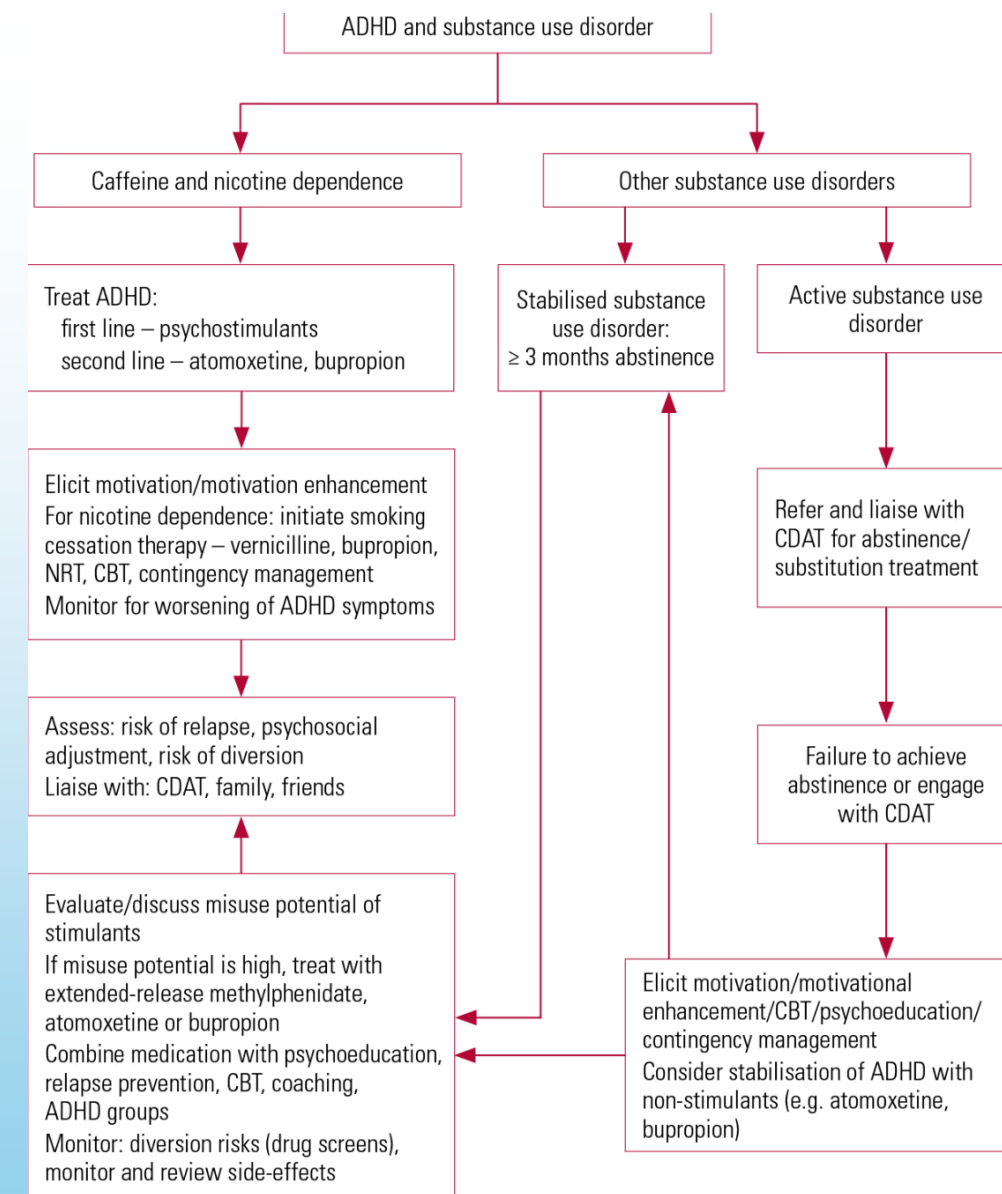 ADHD and substance use disorder
Caffeine and nicotine dependence
Other substance use disorders
Treat ADHD:
first line – psychostimulants
second line – atomoxetine, bupropion
Stabilised substance
use disorder:
≥ 3 months abstinence
Active substance use
disorder
Elicit motivation/motivation enhancement
For nicotine dependence: initiate smoking
cessation therapy – vernicilline, bupropion,
NRT, CBT, contingency management
Monitor for worsening of ADHD symptoms
Refer and liaise with
CDAT for abstinence/
substitution treatment
Assess: risk of relapse, psychosocial
adjustment, risk of diversion
Liaise with: CDAT, family, friends
Failure to achieve
abstinence or engage
with CDAT
Evaluate/discuss misuse potential of
stimulants
If misuse potential is high, treat with
extended-release methylphenidate,
atomoxetine or bupropion
Combine medication with psychoeducation,
relapse prevention, CBT, coaching,
ADHD groups
Monitor: diversion risks (drug screens),
monitor and review side-effects
Elicit motivation/motivational
enhancement/CBT/psychoeducation/
contingency management
Consider stabilisation of ADHD with
non-stimulants (e.g. atomoxetine,
bupropion)